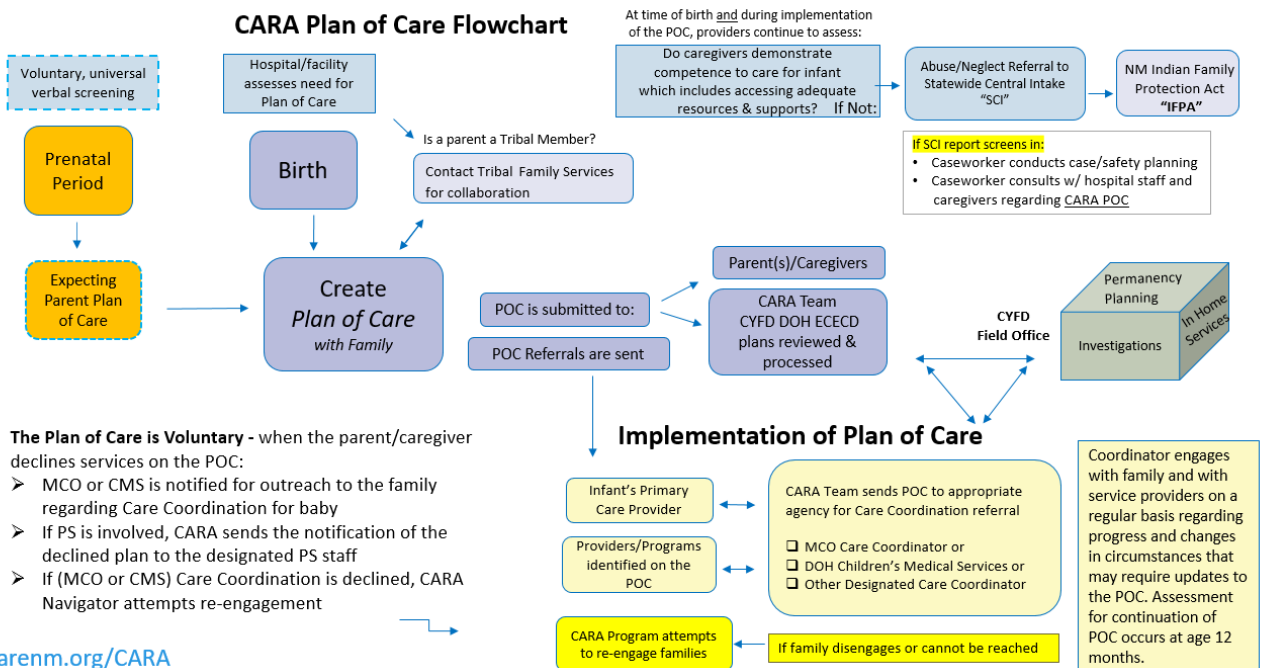 CARA Plan of Care Flowchart
At time of birth and during implementation
of the POC, providers continue to assess:
Voluntary, universal
verbal screening
Hospital/facility
assesses need for
Plan of Care
Do caregivers demonstrate
competence to care for infant
which includes accessing adequate
resources & supports? If Not:
Abuse/Neglect Referral to
Statewide Central Intake
“SCI”
NM Indian Family
Protection Act
“IFPA”
Prenatal
Period
Birth
Is a parent a Tribal Member?
Contact Tribal Family Services
for collaboration
If SCI report screens in:
• Caseworker conducts case/safety planning
• Caseworker consults w/ hospital staff and
caregivers regarding CARA POC
Expecting
Parent Plan
of Care
Create
Plan of Care
with Family
POC is submitted to:
POC Referrals are sent
Parent(s)/Caregivers
CARA Team
CYFD DOH ECECD
plans reviewed &
processed
CYFD
Field Office
Permanency
Planning
Investigations
In Home
Services
The Plan of Care is Voluntary - when the parent/caregiver
declines services on the POC:
➢ MCO or CMS is notified for outreach to the family
regarding Care Coordination for baby
➢ If PS is involved, CARA sends the notification of the
declined plan to the designated PS staff
➢ If (MCO or CMS) Care Coordination is declined, CARA
Navigator attempts re-engagement
Implementation of Plan of Care
Infant’s Primary
Care Provider
Providers/Programs
identified on the
POC
CARA Team sends POC to appropriate
agency for Care Coordination referral
❑ MCO Care Coordinator or
❑ DOH Children’s Medical Services or
❑ Other Designated Care Coordinator
Coordinator engages
with family and with
service providers on a
regular basis regarding
progress and changes
in circumstances that
may require updates to
the POC. Assessment
for continuation of
POC occurs at age 12
months.
CARA Program attempts
to re-engage families
If family disengages or cannot be reached
arenm.org/CARA